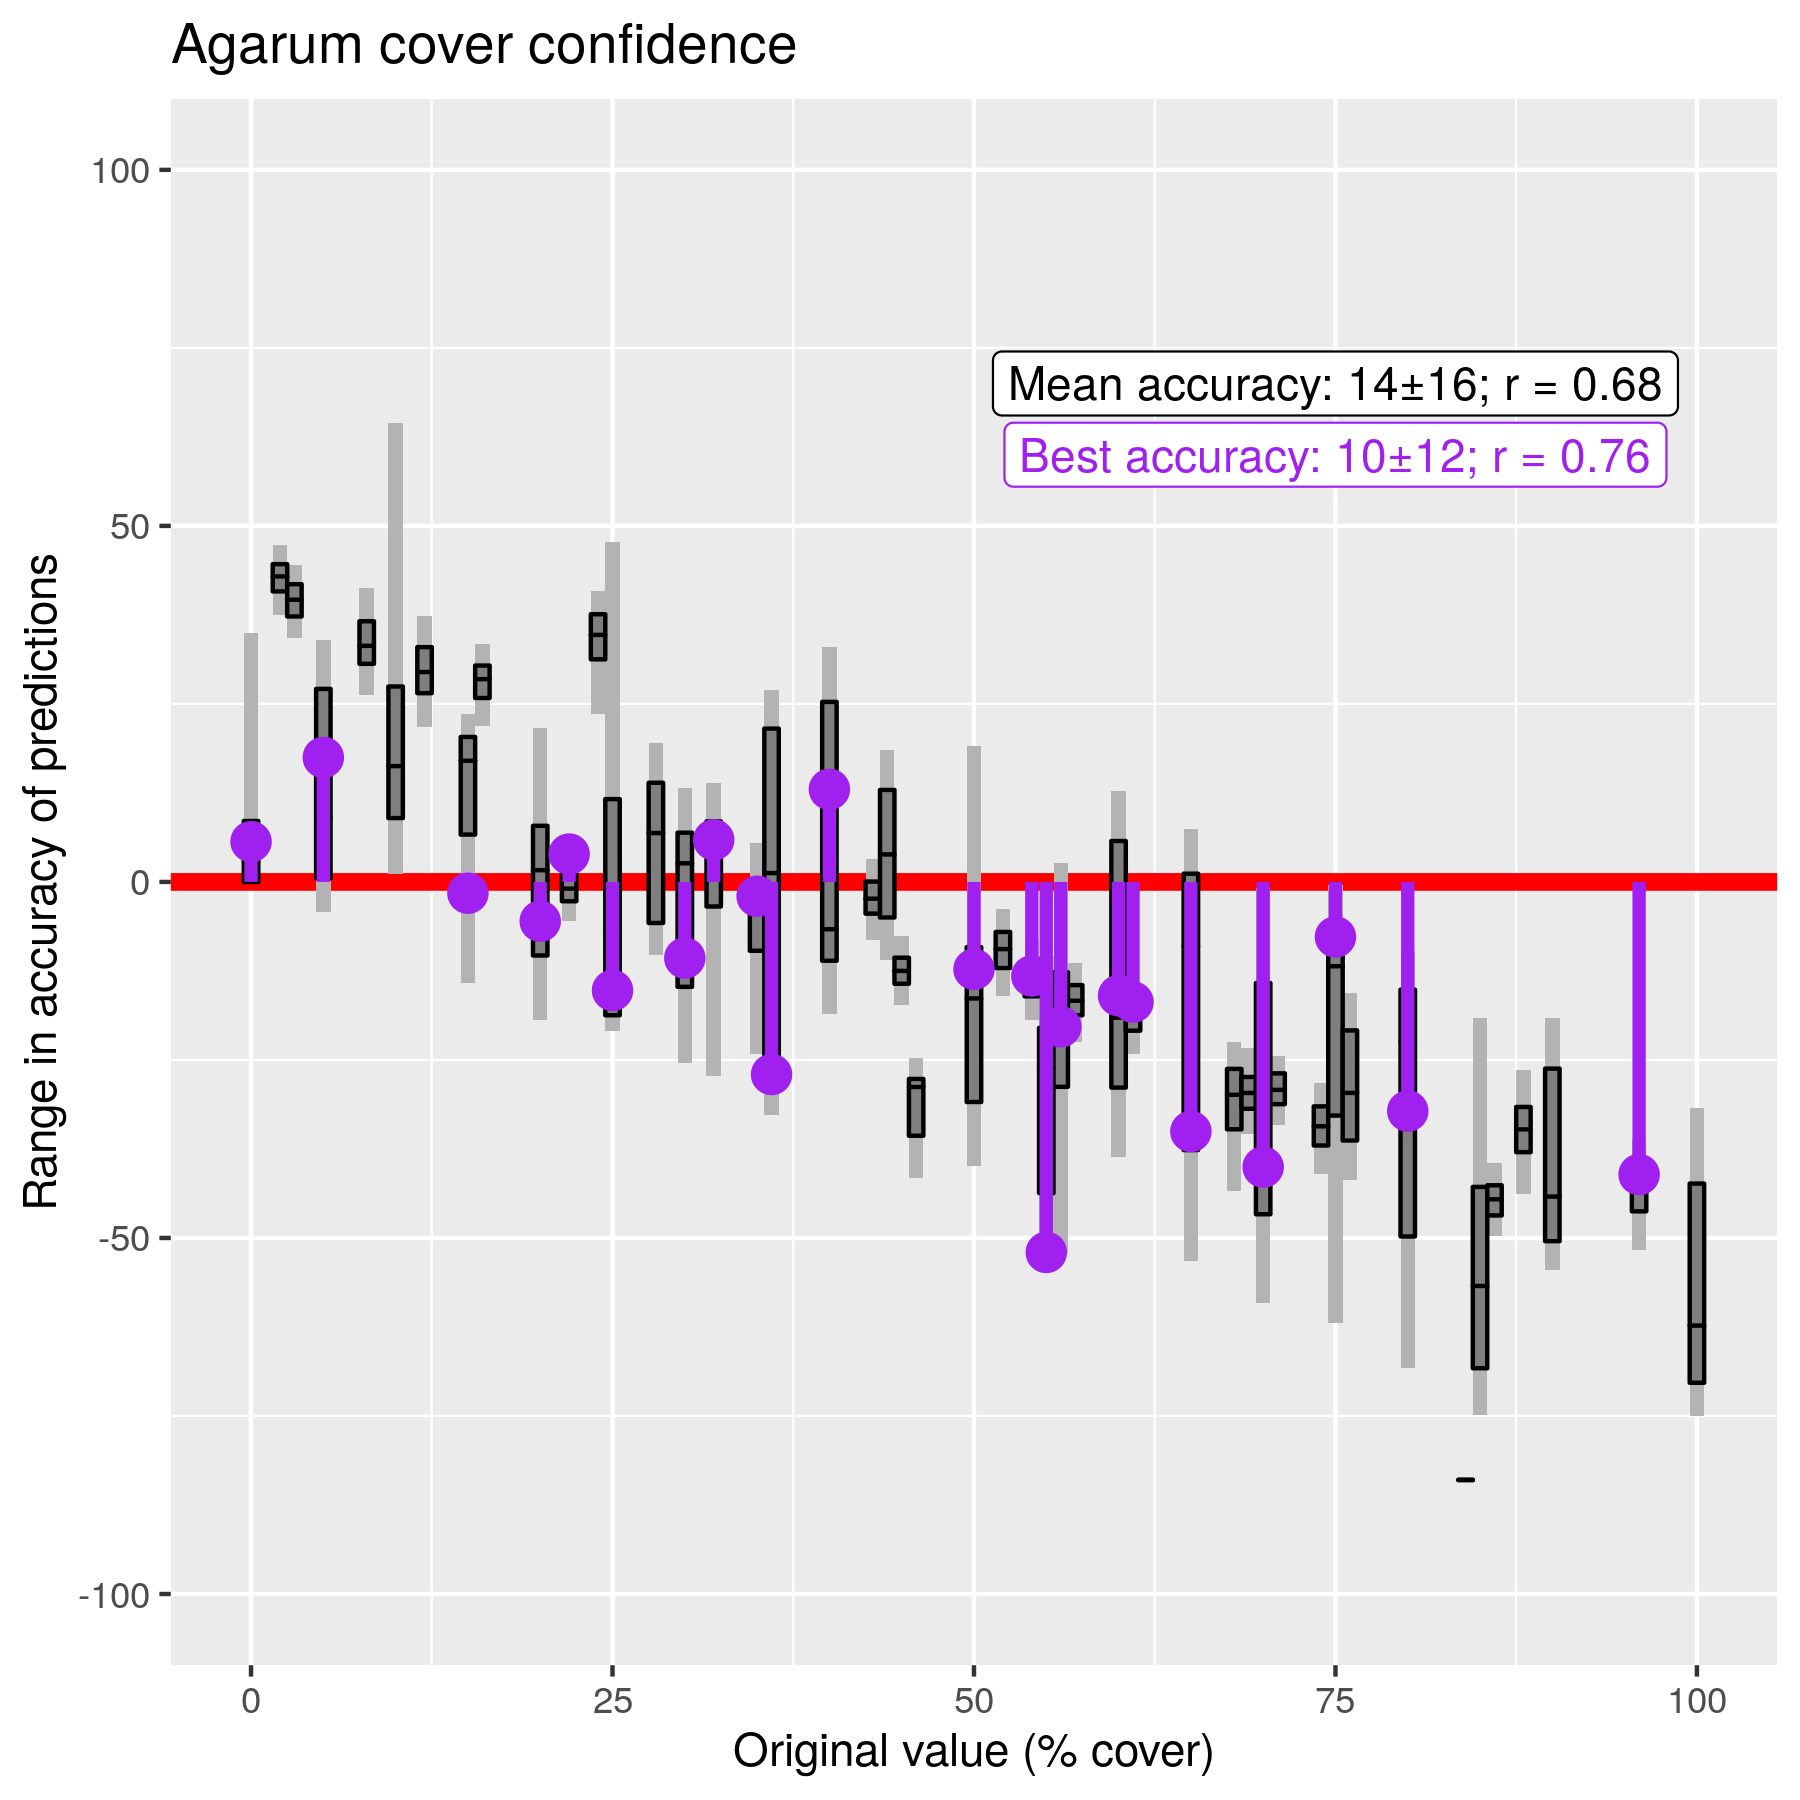 Agarum cover confidence
100
50
0
-50
-100
Range in accuracy of predictions
Mean accuracy: 14±16; r = 0.68
Best accuracy: 10±12; r = 0.76
0 25 50 75 100
Original value (% cover)